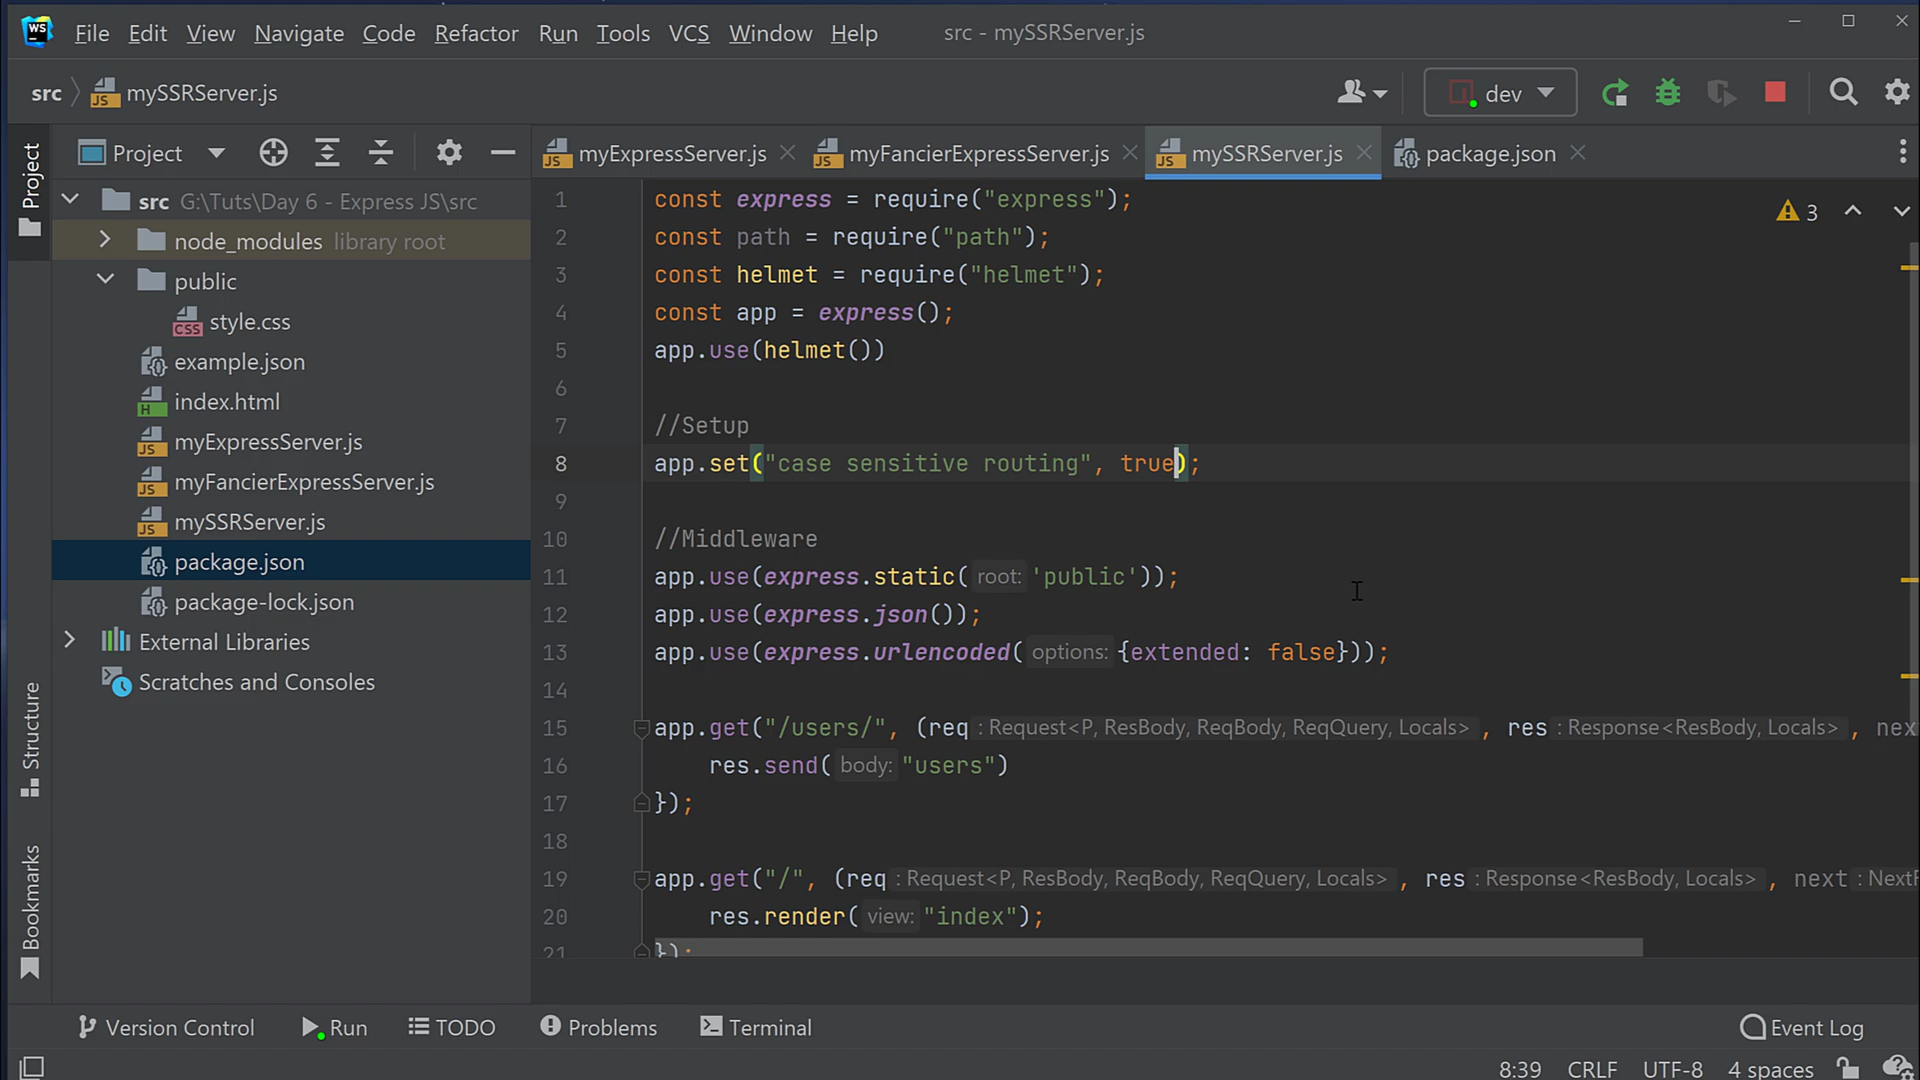 WS File Edit View Navigate Code Refactor Run Tools VCS Window Help src - mySSRServer.js
src mySSRServer.js dev
Project
Project
myExpressServer.js myFancierExpressServer.js mySSRServer.js package.json
src G:\Tuts\Day 6 - Express JS\src
node_modules library root
public
style.css
example.json
index.html
myExpressServer.js
myFancierExpressServer.js
mySSRServer.js
package.json
package-lock.json
External Libraries
Scratches and Consoles
Structure
Bookmarks
3
1 const express = require("express");
2 const path = require("path");
3 const helmet = require("helmet");
4 const app = express();
5 app.use(helmet())
6
7 //Setup
8 app.set("case sensitive routing", true);
9
10 //Middleware
11 app.use(express.static( root: 'public'));
12 app.use(express.json());
13 app.use(express.urlencoded( options: {extended: false}));
14
15 app.get("/users/", (req : Request<P, ResBody, ReqBody, ReqQuery, Locals> , res : Response<ResBody, Locals> , nex
16 res.send( body: "users")
17 });
18
19 app.get("/", (req : Request<P, ResBody, ReqBody, ReqQuery, Locals> , res : Response<ResBody, Locals> , next : NextF
20 res.render( view: "index");
21 });
Version Control Run TODO Problems Terminal Event Log
8:39 CRLF UTF-8 4 spaces